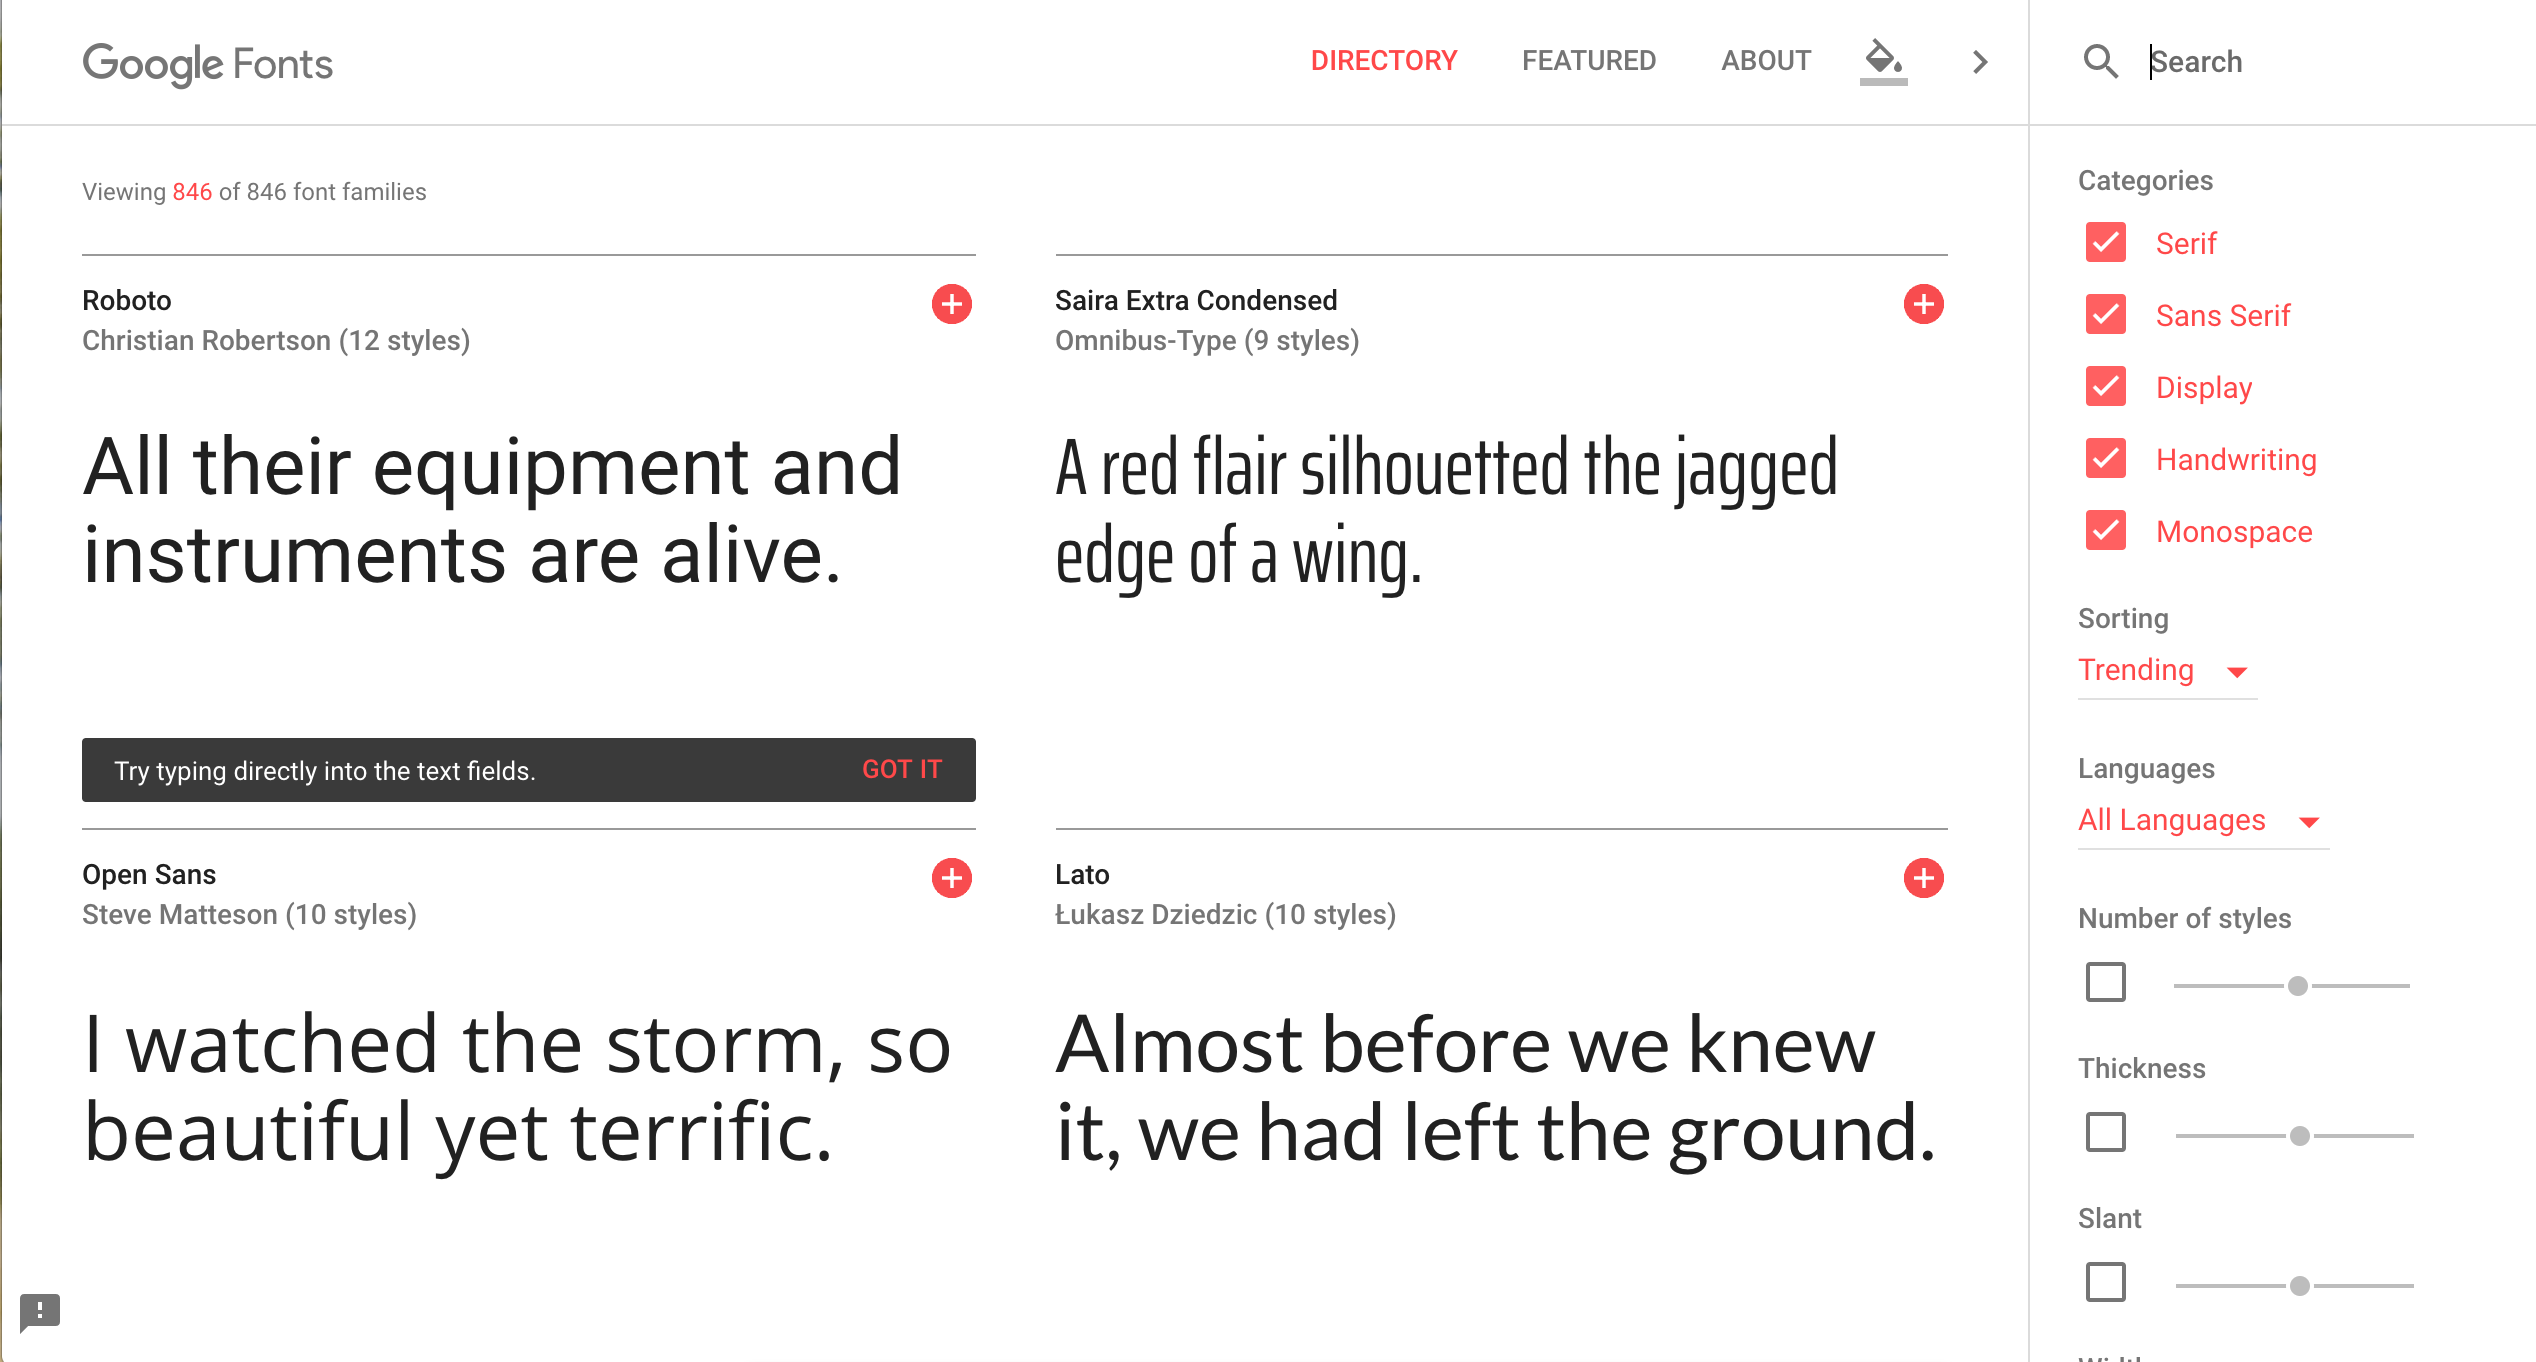 Google Fonts
DIRECTORY
FEATURED
ABOUT
Search
Viewing 846 of 846 font families
Roboto
Christian Robertson (12 styles)
All their equipment and
instruments are alive.
Try typing directly into the text fields.
GOT IT
Saira Extra Condensed
Omnibus-Type (9 styles)
A red flair silhouetted the jagged
edge of a wing.
Open Sans
Steve Matteson (10 styles)
I watched the storm, so
beautiful yet terrific.
Lato
Łukasz Dziedzic (10 styles)
Almost before we knew
it, we had left the ground.
Categories
Serif
Sans Serif
Display
Handwriting
Monospace
Sorting
Trending
Languages
All Languages
Number of styles
Thickness
Slant